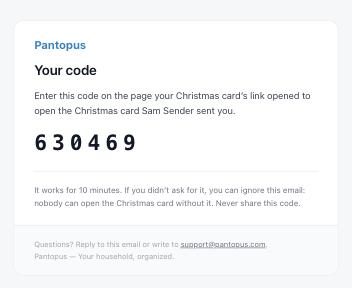 Pantopus
Your code
Enter this code on the page your Christmas card's link opened to
open the Christmas card Sam Sender sent you.
630469
It works for 10 minutes. If you didn't ask for it, you can ignore this email:
nobody can open the Christmas card without it. Never share this code.
Questions? Reply to this email or write to support@pantopus.com.
Pantopus — Your household, organized.